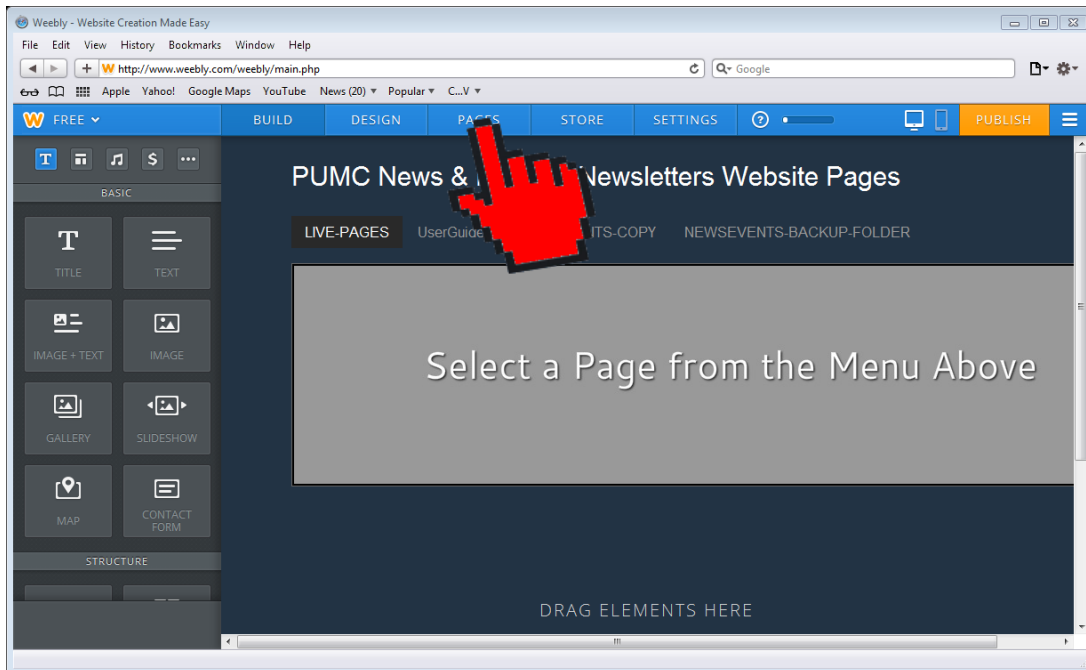 Weebly - Website Creation Made Easy
File Edit View History Bookmarks Window Help
http://www.weebly.com/weebly/main.php
Google
Apple Yahoo! Google Maps YouTube News (20) Popular C...V
FREE BUILD DESIGN PAGES STORE SETTINGS ? PUBLISH
T $
BASIC
PUMC News & Newsletters Website Pages
LIVE-PAGES UserGuide ITS-COPY NEWSEVENTS-BACKUP-FOLDER
T
TITLE TEXT
IMAGE + TEXT IMAGE
Select a Page from the Menu Above
GALLERY SLIDESHOW
MAP CONTACT FORM
STRUCTURE
DRAG ELEMENTS HERE